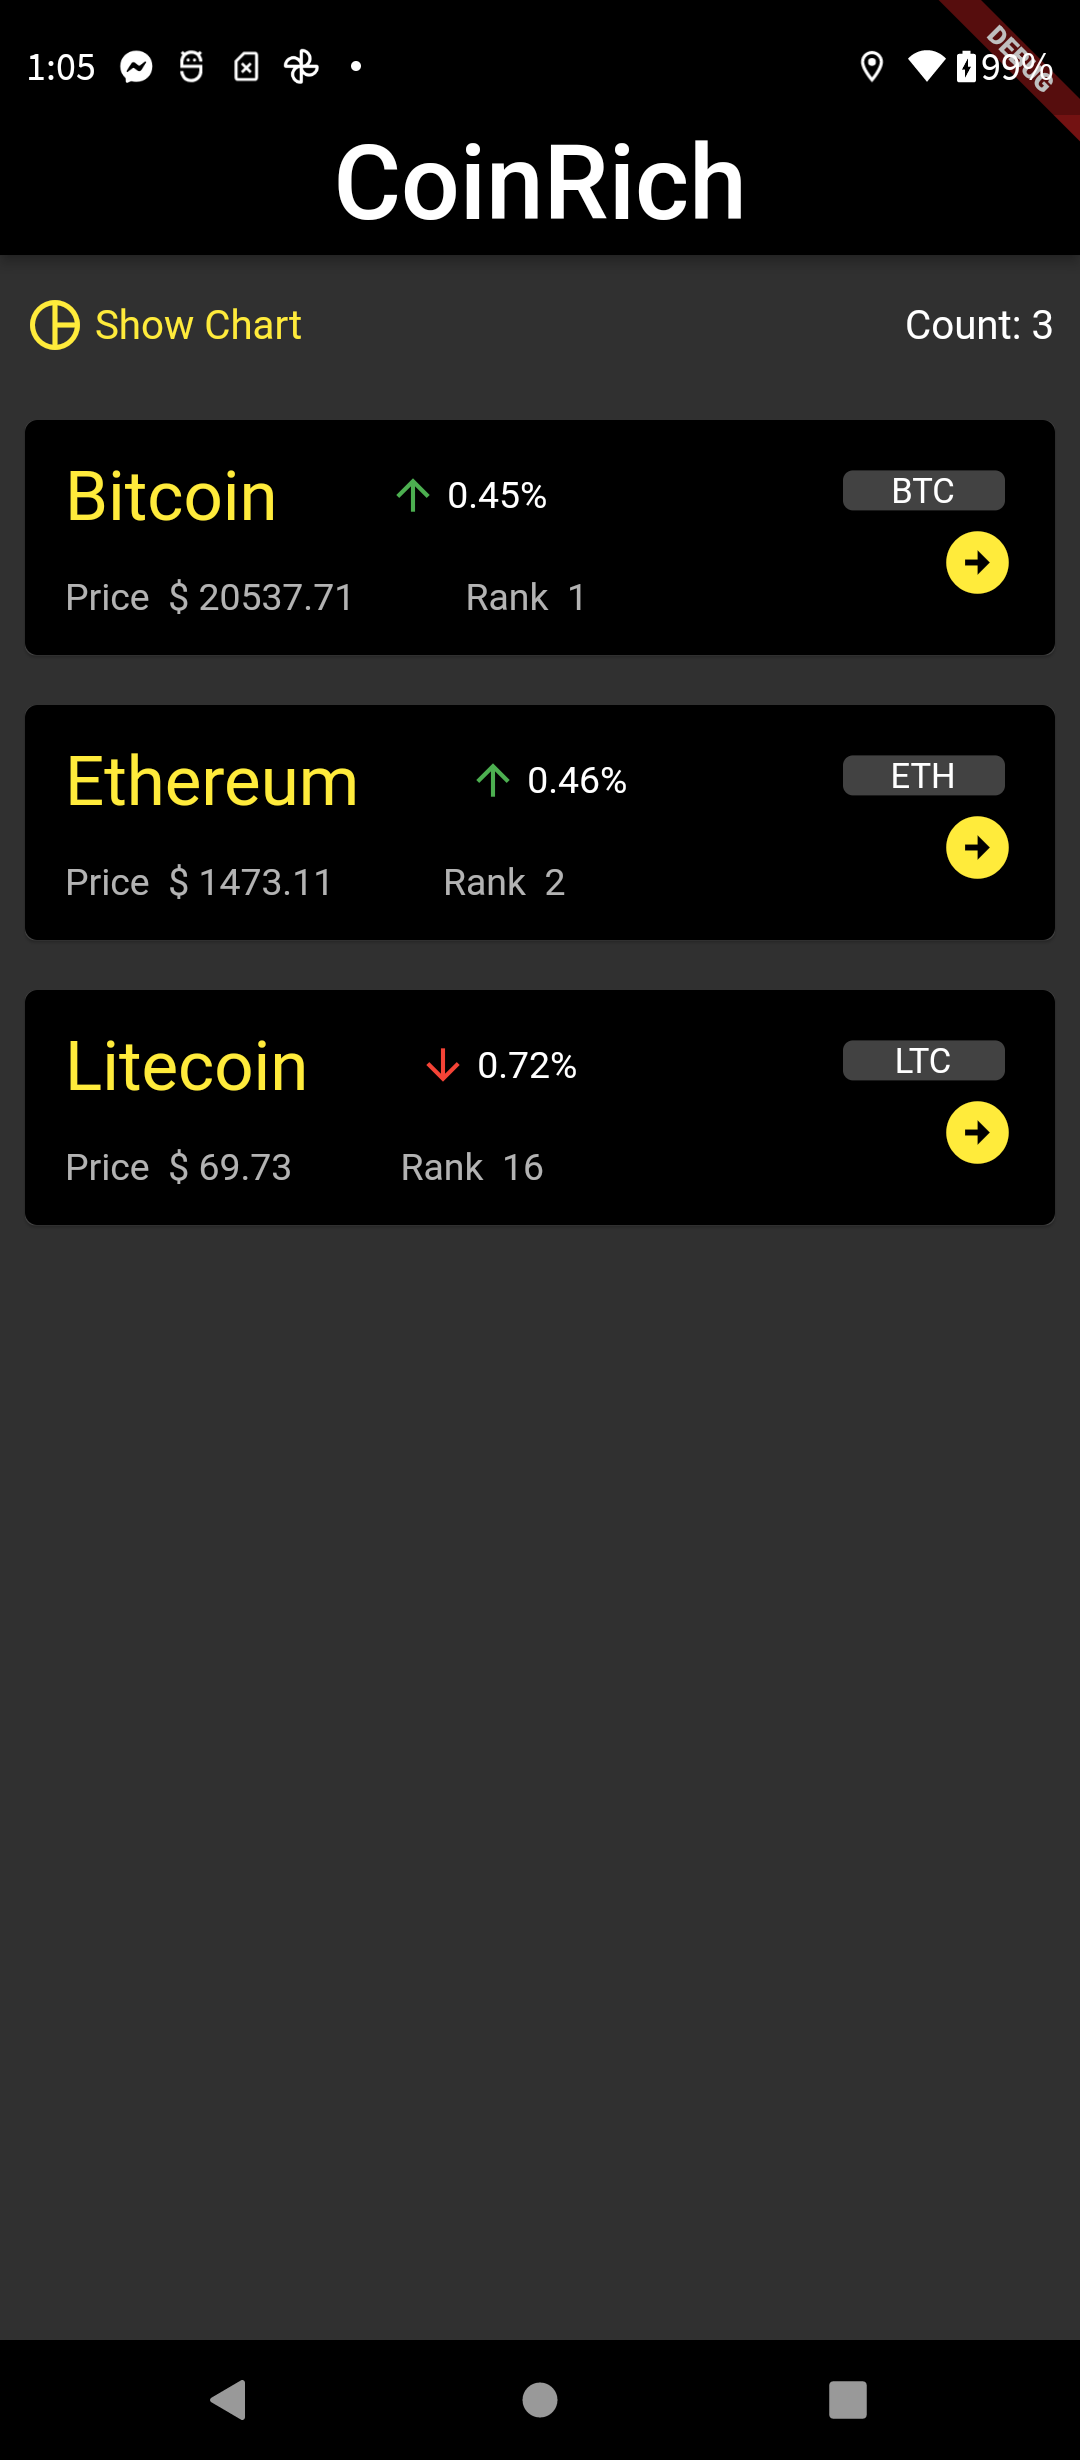 1:05 99%
DEBUG
CoinRich
Show Chart Count: 3
Bitcoin 0.45% BTC
Price $ 20537.71 Rank 1
Ethereum 0.46% ETH
Price $ 1473.11 Rank 2
Litecoin 0.72% LTC
Price $ 69.73 Rank 16